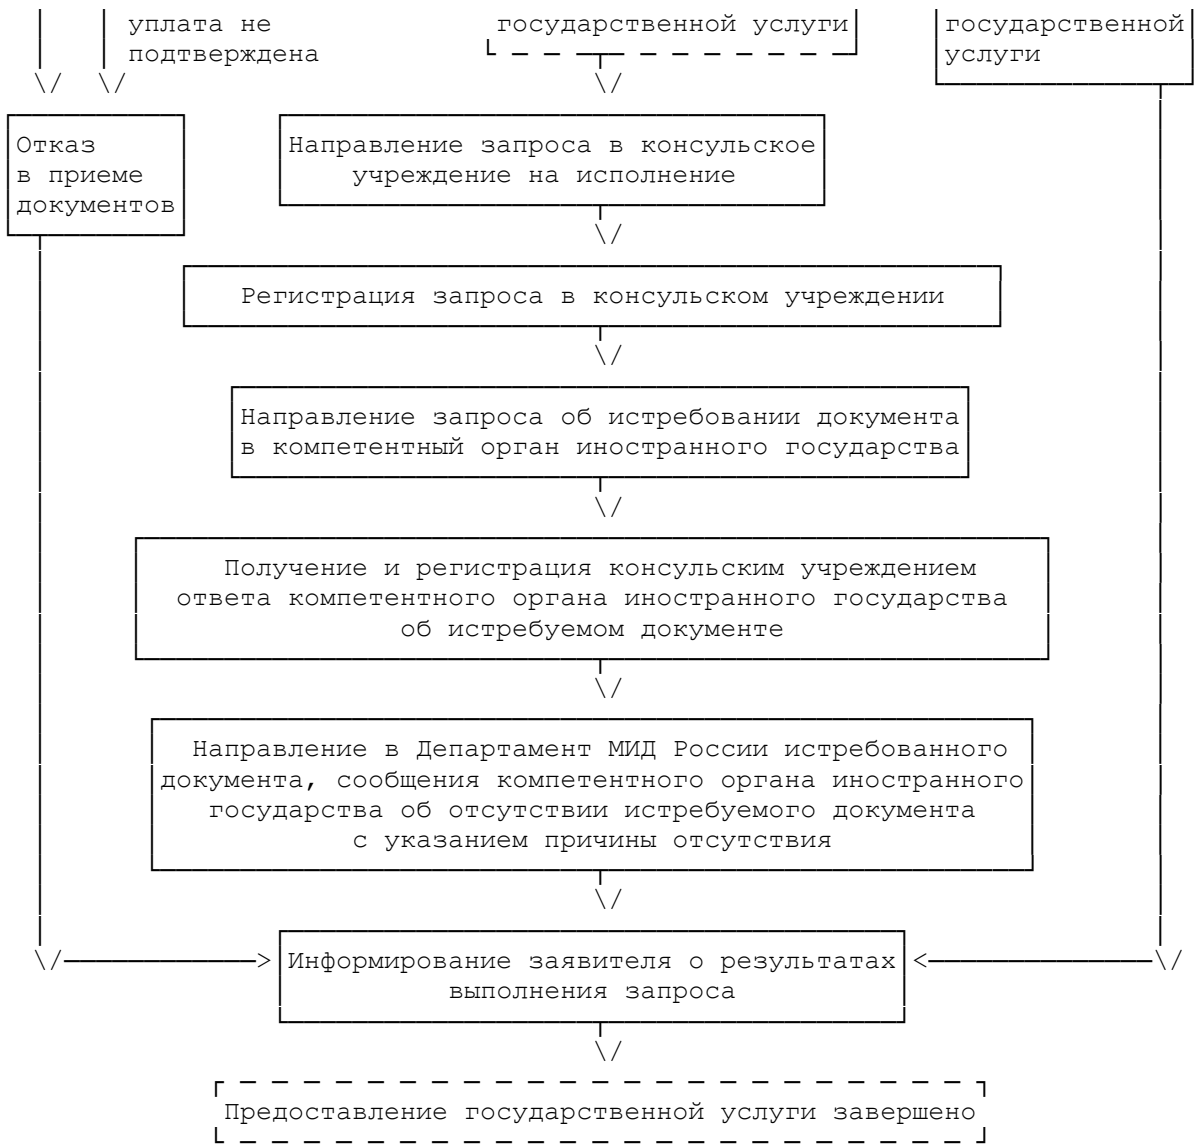 уплата не
подтверждена
государственной услуги
государственной
услуги
Отказ
в приеме
документов
Направление запроса в консульское
учреждение на исполнение
Регистрация запроса в консульском учреждении
Направление запроса об истребовании документа
в компетентный орган иностранного государства
Получение и регистрация консульским учреждением
ответа компетентного органа иностранного государства
об истребуемом документе
Направление в Департамент МИД России истребованного
документа, сообщения компетентного органа иностранного
государства об отсутствии истребуемого документа
с указанием причины отсутствия
Информирование заявителя о результатах
выполнения запроса
Предоставление государственной услуги завершено